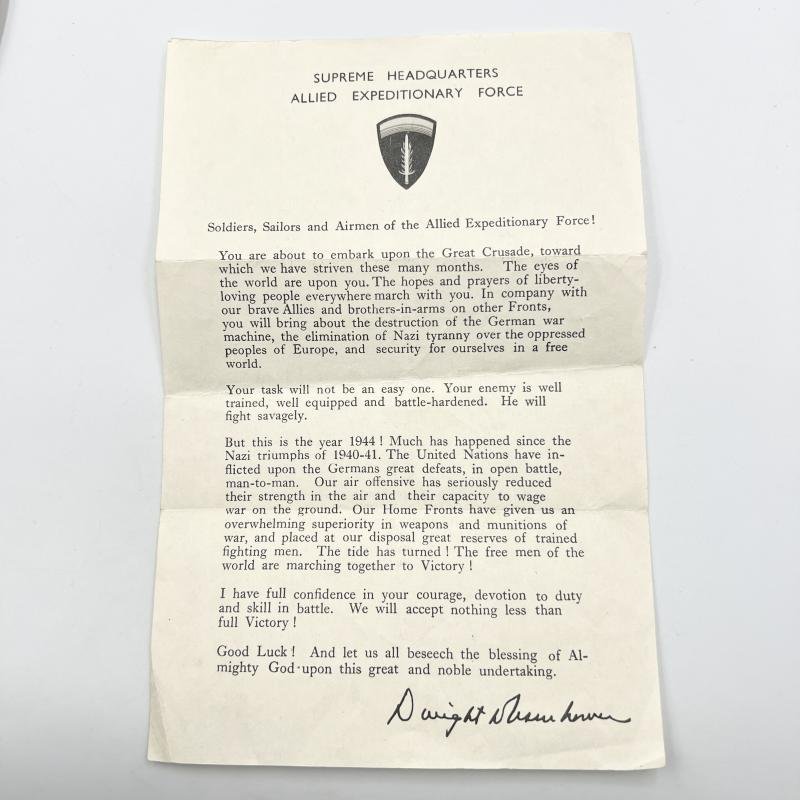 SUPREME HEADQUARTERS
ALLIED EXPEDITIONARY FORCE
Soldiers, Sailors and Airmen of the Allied Expeditionary Force!
You are about to embark upon the Great Crusade, toward
which we have striven these many months. The eyes of
the world are upon you. The hopes and prayers of liberty-
loving people everywhere march with you. In company with
our brave Allies and brothers-in-arms on other Fronts,
you will bring about the destruction of the German war
machine, the elimination of Nazi tyranny over the oppressed
peoples of Europe, and security for ourselves in a free
world.
Your task will not be an easy one. Your enemy is well
trained, well equipped and battle-hardened. He will
fight savagely.
But this is the year 1944 ! Much has happened since the
Nazi triumphs of 1940-41. The United Nations have in-
flicted upon the Germans great defeats, in open battle,
man-to-man. Our air offensive has seriously reduced
their strength in the air and their capacity to wage
war on the ground. Our Home Fronts have given us an
overwhelming superiority in weapons and munitions of
war, and placed at our disposal great reserves of trained
fighting men. The tide has turned ! The free men of the
world are marching together to Victory !
I have full confidence in your courage, devotion to duty
and skill in battle. We will accept nothing less than
full Victory !
Good Luck ! And let us all beseech the blessing of Al-
mighty God upon this great and noble undertaking.
Dwight D Eisenhower